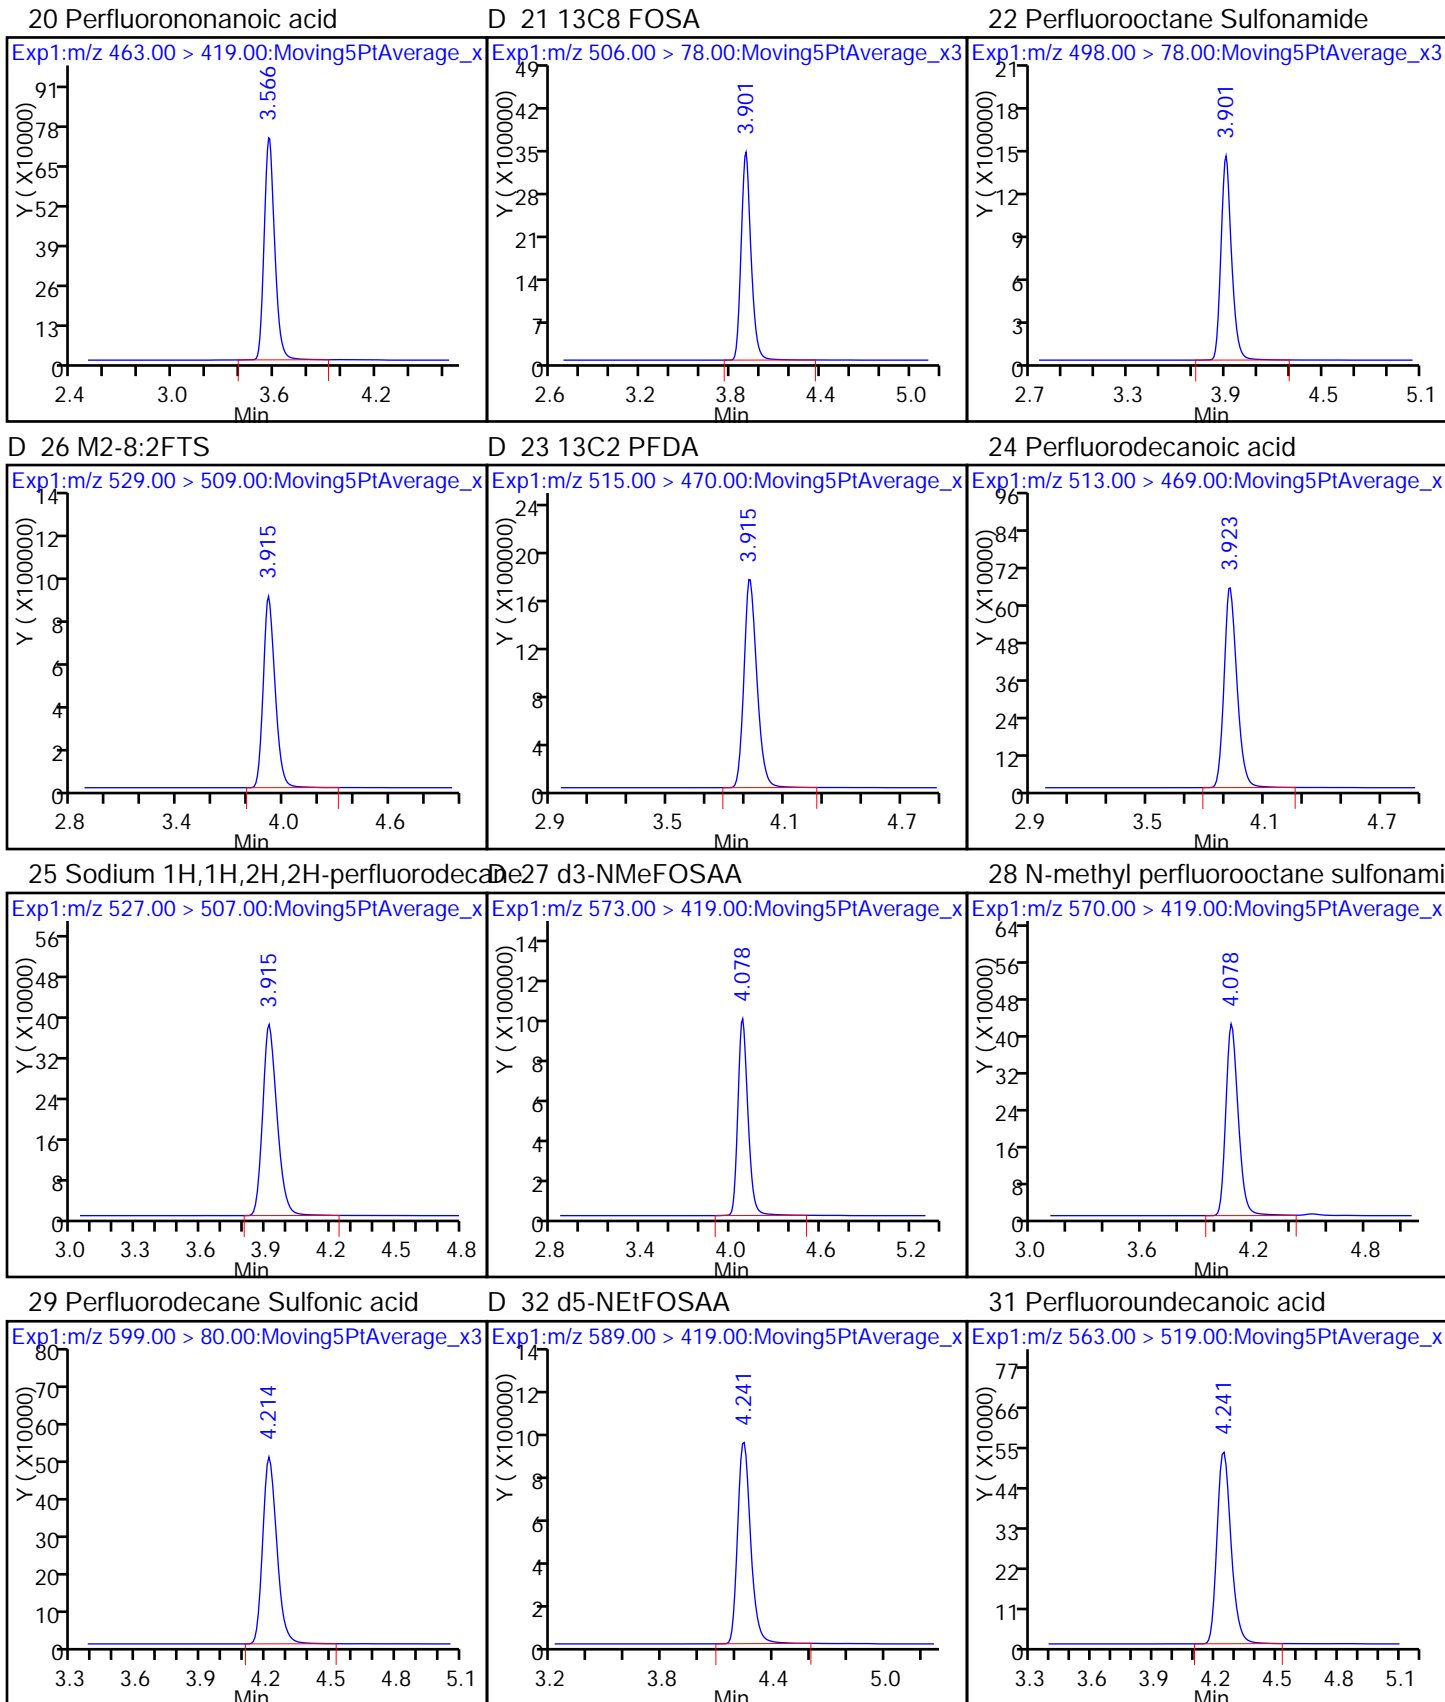 20 Perfluorononanoic acid
Exp1:m/z 463.00 > 419.00:Moving5PtAverage_x
3.566
Y ( X10000)
91
78
65
52
39
26
13
0
2.4 3.0 3.6 4.2
Min
D 21 13C8 FOSA
Exp1:m/z 506.00 > 78.00:Moving5PtAverage_x3
3.901
Y ( X100000)
49
42
35
28
21
14
7
0
2.6 3.2 3.8 4.4 5.0
Min
22 Perfluorooctane Sulfonamide
Exp1:m/z 498.00 > 78.00:Moving5PtAverage_x3
3.901
Y ( X100000)
21
18
15
12
9
6
3
0
2.7 3.3 3.9 4.5 5.1
Min
D 26 M2-8:2FTS
Exp1:m/z 529.00 > 509.00:Moving5PtAverage_x
3.915
Y ( X100000)
14
12
10
8
6
4
2
0
2.8 3.4 4.0 4.6
Min
D 23 13C2 PFDA
Exp1:m/z 515.00 > 470.00:Moving5PtAverage_x
3.915
Y ( X100000)
24
20
16
12
8
4
0
2.9 3.5 4.1 4.7
Min
24 Perfluorodecanoic acid
Exp1:m/z 513.00 > 469.00:Moving5PtAverage_x
3.923
Y ( X10000)
96
84
72
60
48
36
24
12
0
2.9 3.5 4.1 4.7
Min
25 Sodium 1H,1H,2H,2H-perfluorodecane
Exp1:m/z 527.00 > 507.00:Moving5PtAverage_x
3.915
Y ( X10000)
56
48
40
32
24
16
8
0
3.0 3.3 3.6 3.9 4.2 4.5 4.8
Min
D 27 d3-NMeFOSAA
Exp1:m/z 573.00 > 419.00:Moving5PtAverage_x
4.078
Y ( X100000)
14
12
10
8
6
4
2
0
2.8 3.4 4.0 4.6 5.2
Min
28 N-methyl perfluorooctane sulfonami
Exp1:m/z 570.00 > 419.00:Moving5PtAverage_x
4.078
Y ( X10000)
64
56
48
40
32
24
16
8
0
3.0 3.6 4.2 4.8
Min
29 Perfluorodecane Sulfonic acid
Exp1:m/z 599.00 > 80.00:Moving5PtAverage_x3
4.214
Y ( X10000)
80
70
60
50
40
30
20
10
0
3.3 3.6 3.9 4.2 4.5 4.8 5.1
Min
D 32 d5-NEtFOSAA
Exp1:m/z 589.00 > 419.00:Moving5PtAverage_x
4.241
Y ( X100000)
14
12
10
8
6
4
2
0
3.2 3.8 4.4 5.0
Min
31 Perfluoroundecanoic acid
Exp1:m/z 563.00 > 519.00:Moving5PtAverage_x
4.241
Y ( X10000)
77
66
55
44
33
22
11
0
3.3 3.6 3.9 4.2 4.5 4.8 5.1
Min